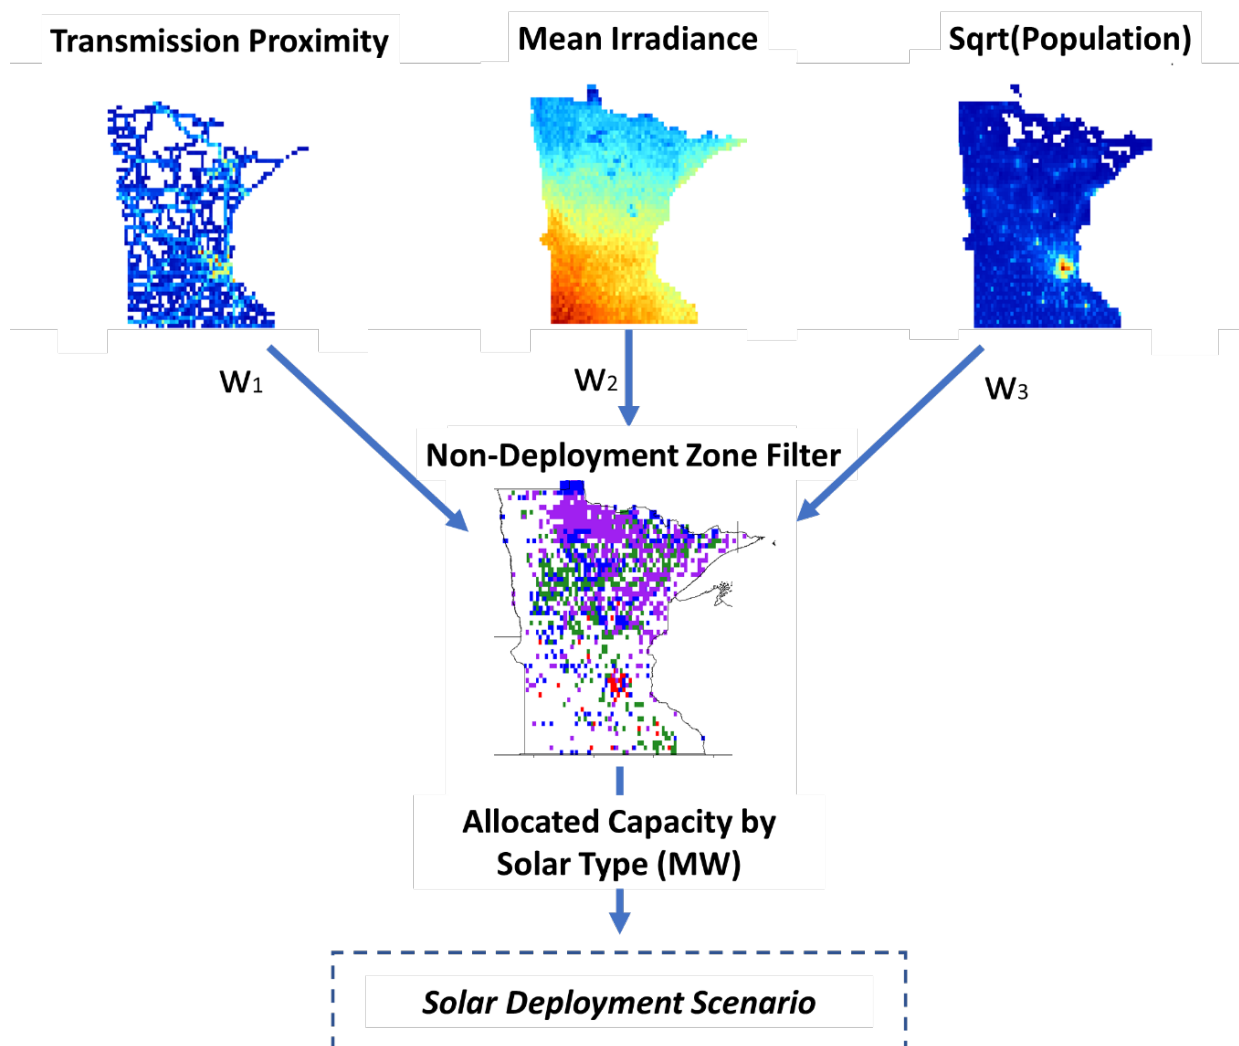 Transmission Proximity
Mean Irradiance
Sqrt(Population)
W1
W2
W3
Non-Deployment Zone Filter
Allocated Capacity by
Solar Type (MW)
Solar Deployment Scenario